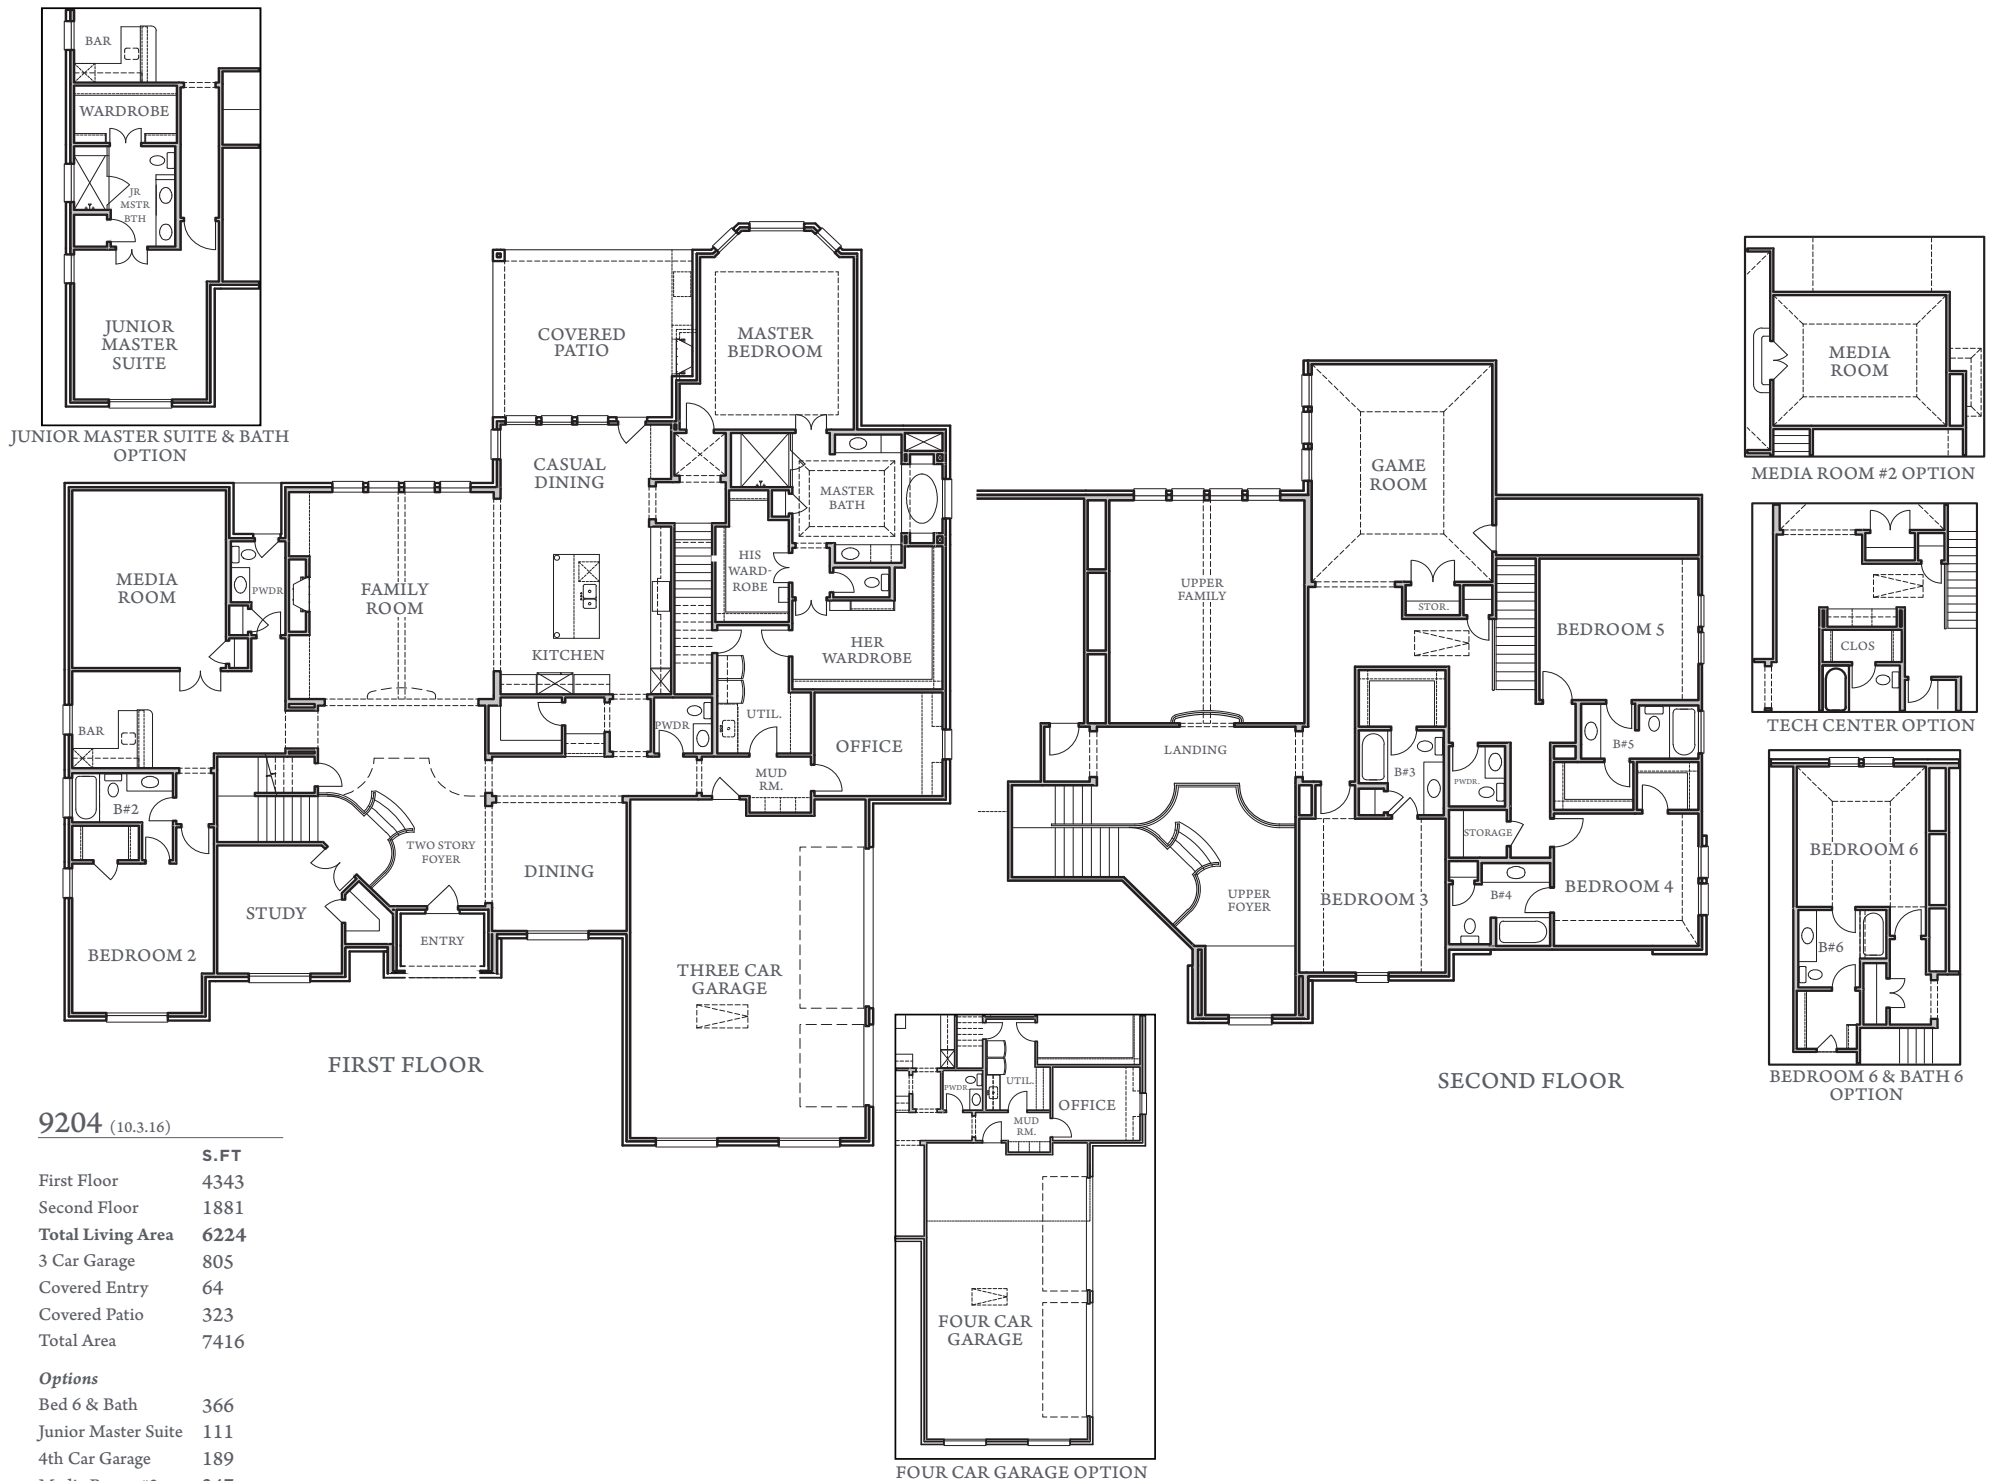 BAR
WARDROBE
JR
MSTR
BTH
JUNIOR
MASTER
SUITE
JUNIOR MASTER SUITE & BATH
OPTION
COVERED
PATIO
MASTER
BEDROOM
CASUAL
DINING
MASTER
BATH
MEDIA
ROOM
PWDR
FAMILY
ROOM
HIS
WARD-
ROBE
KITCHEN
HER
WARDROBE
BAR
PWDR
UTIL.
OFFICE
MUD
RM.
B#2
TWO STORY
FOYER
DINING
STUDY
ENTRY
BEDROOM 2
THREE CAR
GARAGE
FIRST FLOOR
GAME
ROOM
UPPER
FAMILY
STOR.
BEDROOM 5
LANDING
B#3
B#5
PWDR.
STORAGE
UPPER
FOYER
BEDROOM 3
B#4
BEDROOM 4
SECOND FLOOR
MEDIA
ROOM
MEDIA ROOM #2 OPTION
CLOS
TECH CENTER OPTION
BEDROOM 6
B#6
BEDROOM 6 & BATH 6
OPTION
PWDR
UTIL.
OFFICE
MUD
RM.
FOUR CAR
GARAGE
FOUR CAR GARAGE OPTION
9204 (10.3.16)
S.FT
First Floor 4343
Second Floor 1881
Total Living Area 6224
3 Car Garage 805
Covered Entry 64
Covered Patio 323
Total Area 7416
Options
Bed 6 & Bath 366
Junior Master Suite 111
4th Car Garage 189